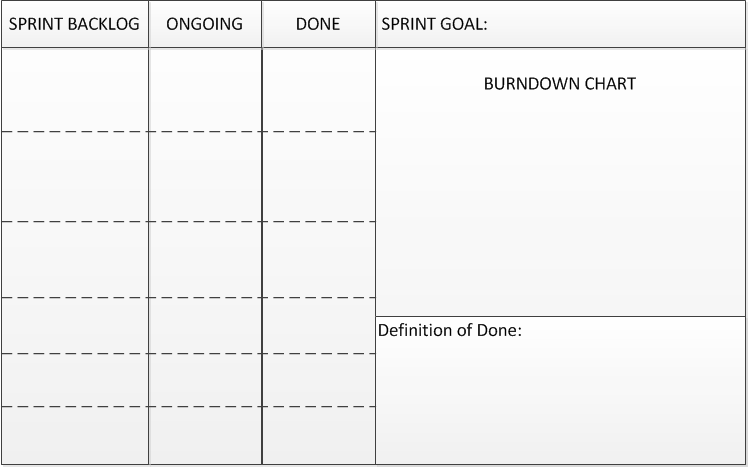 SPRINT BACKLOG ONGOING DONE SPRINT GOAL:
BURNDOWN CHART
Definition of Done: